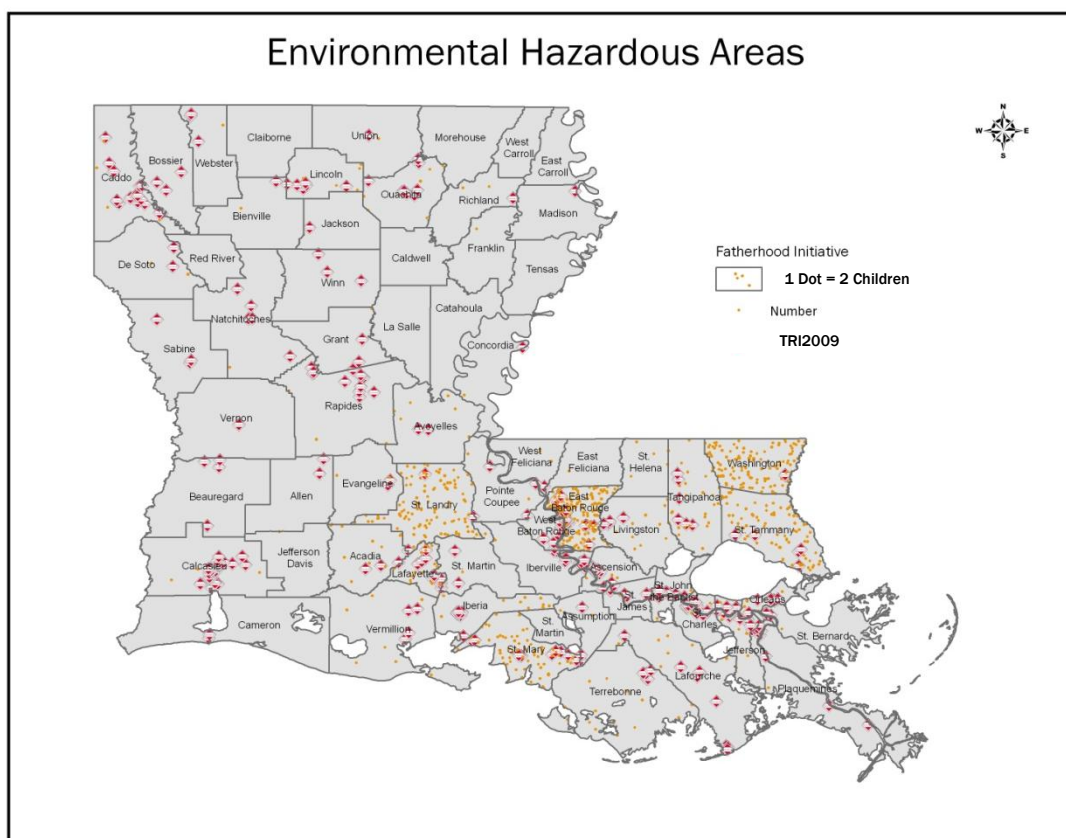 Environmental Hazardous Areas
N
W E
S
Claiborne
Union
Morehouse
West
Carroll
East
Carroll
Webster
Bossier
Caddo
Lincoln
Ouachita
Richland
Madison
Bienville
Jackson
Franklin
De Soto
Red River
Caldwell
Tensas
Winn
Catahoula
Natchitoches
La Salle
Grant
Concordia
Sabine
Rapides
Vernon
Avoyelles
West
Feliciana
East
Feliciana
St.
Helena
Washington
Tangipahoa
Beauregard
Allen
Evangeline
St. Landry
Pointe
Coupee
East
Baton Rouge
West
Baton Rouge
Livingston
St. Tammany
Jefferson
Davis
Acadia
Calcasieu
Lafayette
St. Martin
Iberville
Ascension
St. John
the Baptist
St.
James
Orleans
Cameron
Vermillion
Iberia
St.
Martin
Assumption
St.
Charles
Jefferson
St. Bernard
St. Mary
Terrebonne
Lafourche
Plaquemines
Fatherhood Initiative
1 Dot = 2 Children
Number
TRI2009